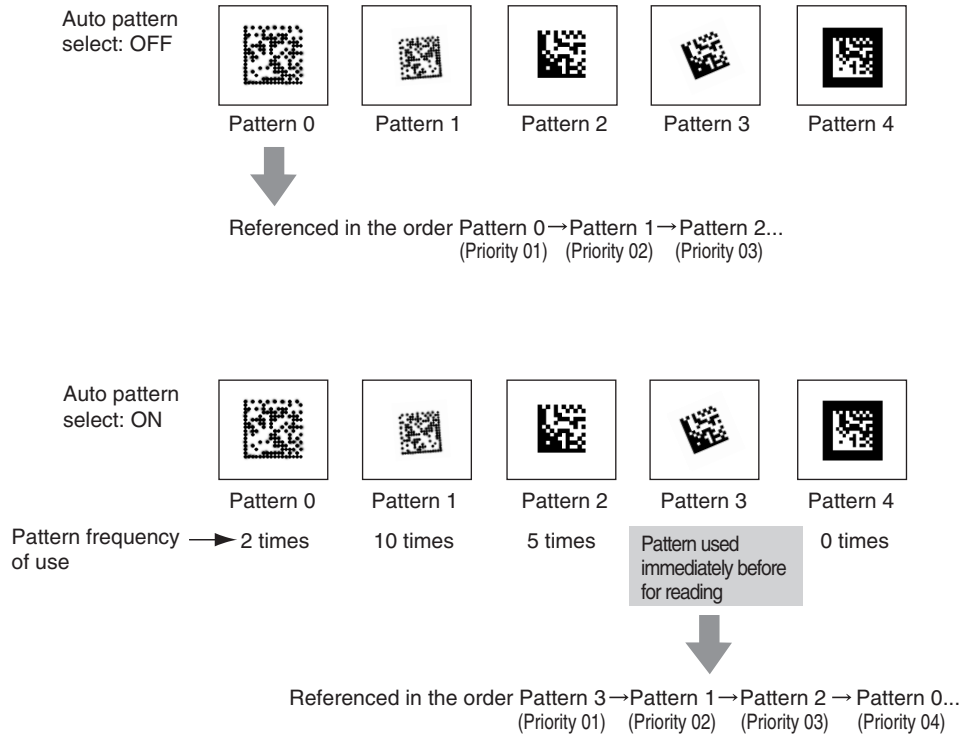 Auto pattern
select: OFF
Pattern 0
Pattern 1
Pattern 2
Pattern 3
Pattern 4
Referenced in the order Pattern 0→Pattern 1→Pattern 2...
(Priority 01) (Priority 02) (Priority 03)
Auto pattern
select: ON
Pattern 0
Pattern 1
Pattern 2
Pattern 3
Pattern 4
Pattern frequency
of use
2 times
10 times
5 times
Pattern used
immediately before
for reading
0 times
Referenced in the order Pattern 3→Pattern 1→Pattern 2→Pattern 0...
(Priority 01) (Priority 02) (Priority 03) (Priority 04)